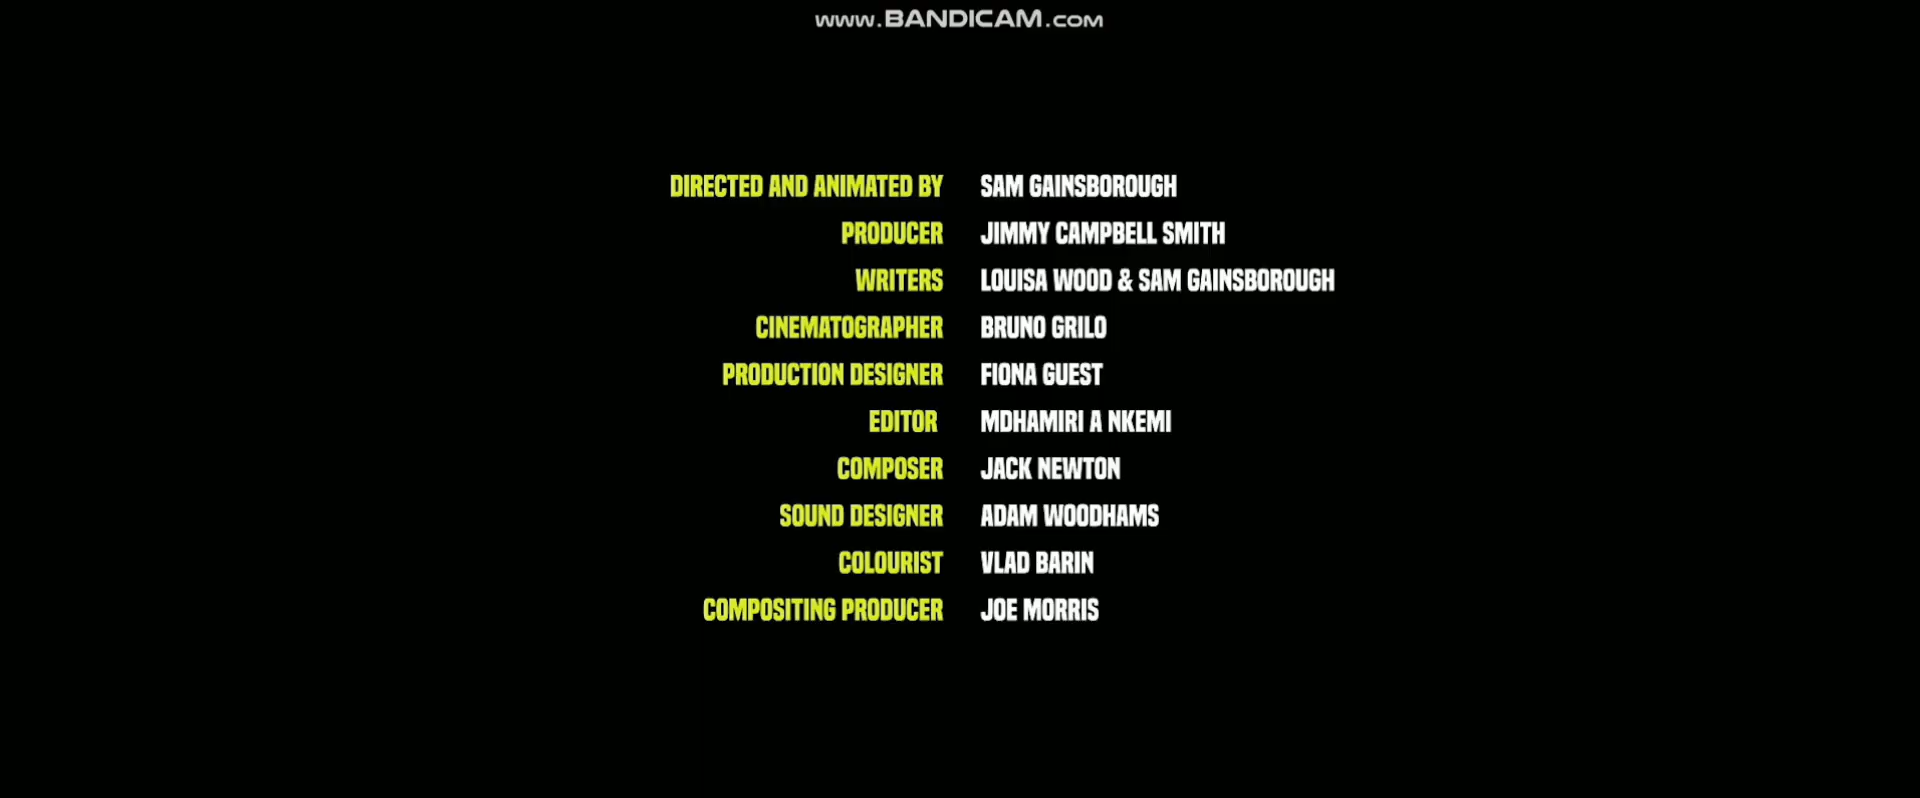 www.BANDICAM.com
DIRECTED AND ANIMATED BY SAM GAINSBOROUGH
PRODUCER JIMMY CAMPBELL SMITH
WRITERS LOUISA WOOD & SAM GAINSBOROUGH
CINEMATOGRAPHER BRUNO GRILO
PRODUCTION DESIGNER FIONA GUEST
EDITOR MDHAMIRI A NKEMI
COMPOSER JACK NEWTON
SOUND DESIGNER ADAM WOODHAMS
COLOURIST VLAD BARIN
COMPOSITING PRODUCER JOE MORRIS